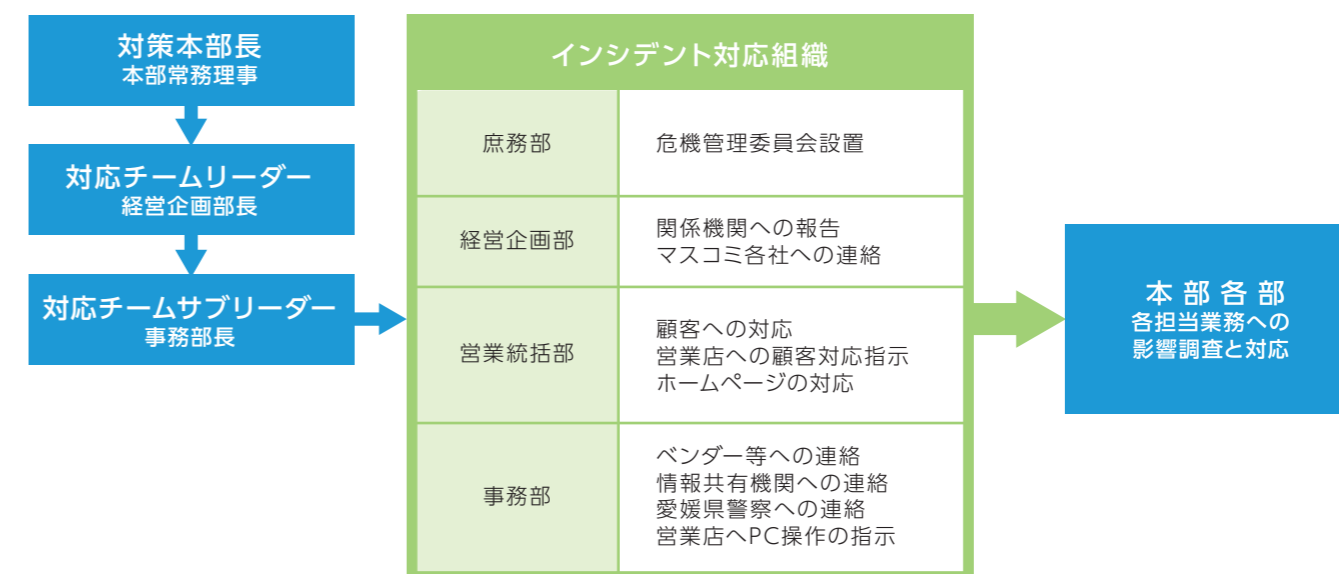 対策本部長
本部常務理事
対応チームリーダー
経営企画部長
対応チームサブリーダー
事務部長
インシデント対応組織
庶務部
危機管理委員会設置
経営企画部
関係機関への報告
マスコミ各社への連絡
営業統括部
顧客への対応
営業店への顧客対応指示
ホームページの対応
事務部
ベンダー等への連絡
情報共有機関への連絡
愛媛県警察への連絡
営業店へPC操作の指示
本部各部
各担当業務への
影響調査と対応